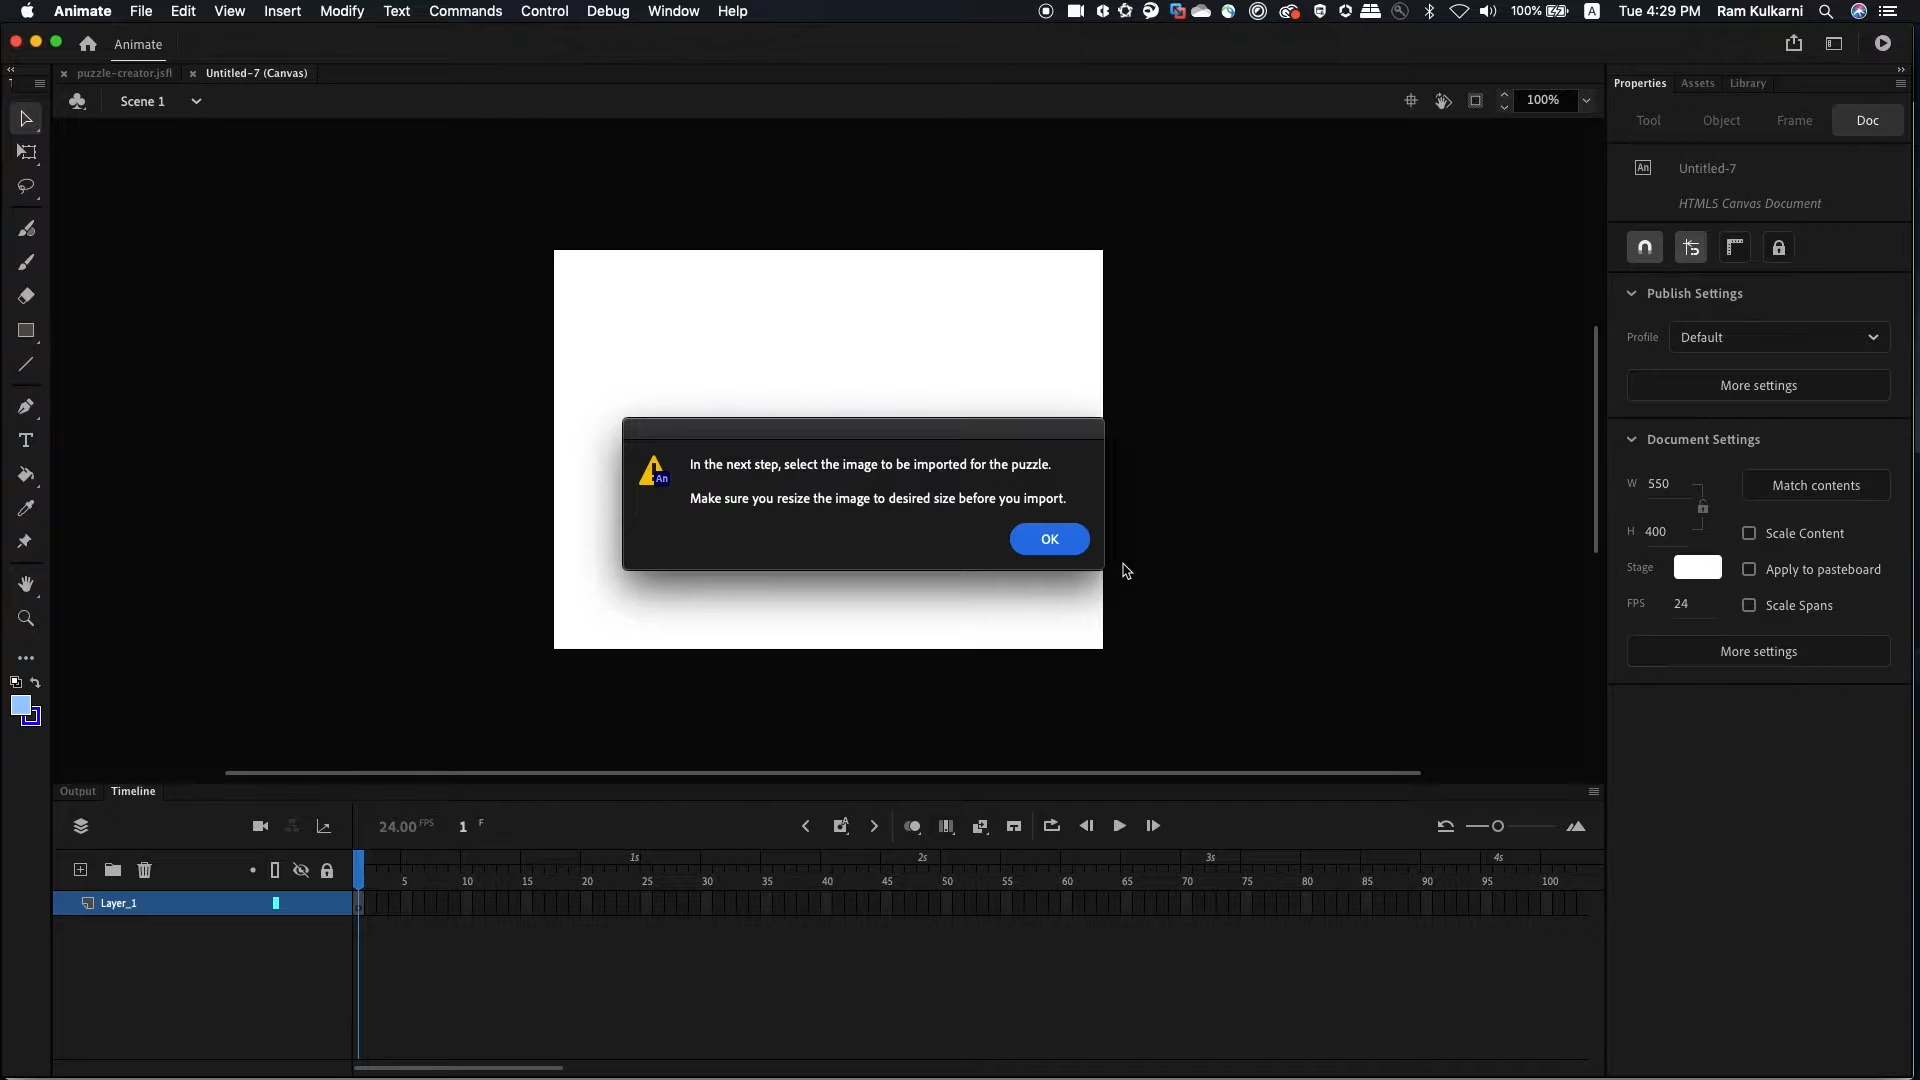 Animate File Edit View Insert Modify Text Commands Control Debug Window Help 100% A Tue 4:29 PM Ram Kulkarni
Animate
puzzle-creator.jsfl Untitled-7 (Canvas)
Scene 1 100%
Properties Assets Library
Tool Object Frame Doc
An Untitled-7
HTML5 Canvas Document
Publish Settings
Profile Default
More settings
Document Settings
W 550 Match contents
H 400 Scale Content
Stage Apply to pasteboard
FPS 24 Scale Spans
More settings
In the next step, select the image to be imported for the puzzle.
An
Make sure you resize the image to desired size before you import.
OK
T
Output Timeline
24.00 FPS 1 F
1s 2s 3s 4s
5 10 15 20 25 30 35 40 45 50 55 60 65 70 75 80 85 90 95 100
Layer_1